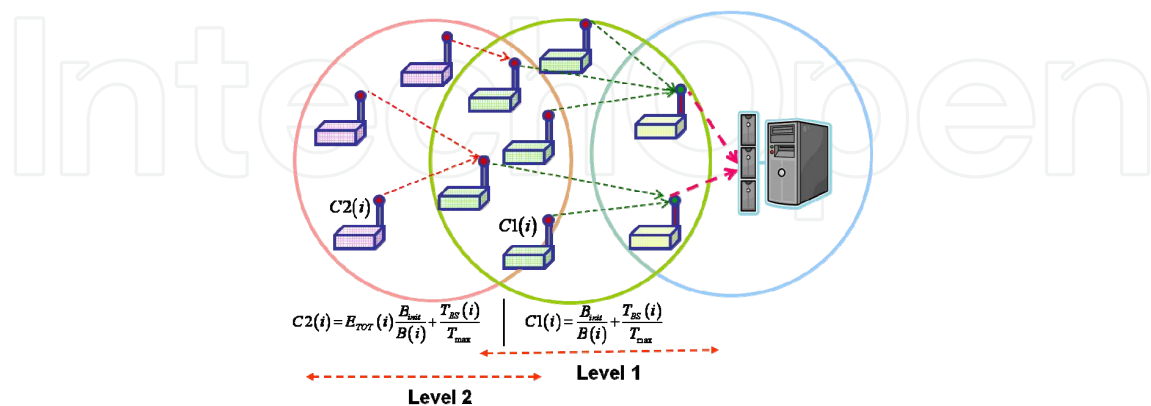 IntechOpen
C2(i)
C1(i)
C2(i) = E_TOT(i) B_init/B(i) + T_BS(i)/T_max
C1(i) = B_init/B(i) + T_BS(i)/T_max
Level 1
Level 2